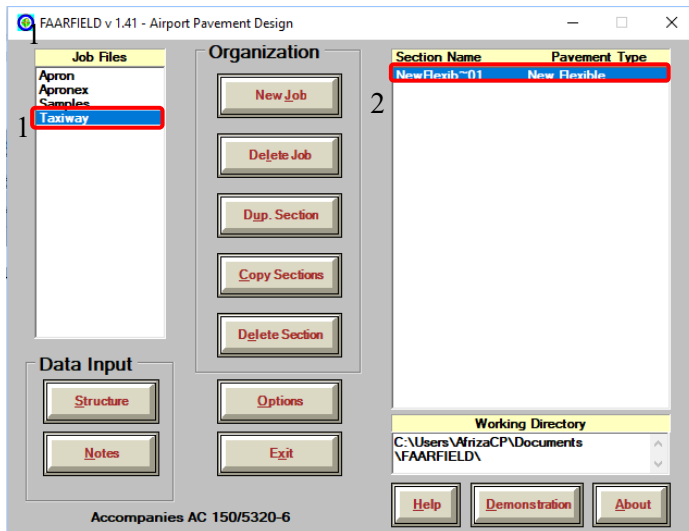 FAARFIELD v 1.41 - Airport Pavement Design
1
Job Files
Apron
Apronex
Samples
Taxiway
1
Organization
New Job
Delete Job
Dup. Section
Copy Sections
Delete Section
Section Name Pavement Type
NewFlexib~01 New Flexible
2
Data Input
Structure
Notes
Options
Exit
Working Directory
C:\Users\AfrizaCP\Documents
\FAARFIELD\
Accompanies AC 150/5320-6
Help
Demonstration
About